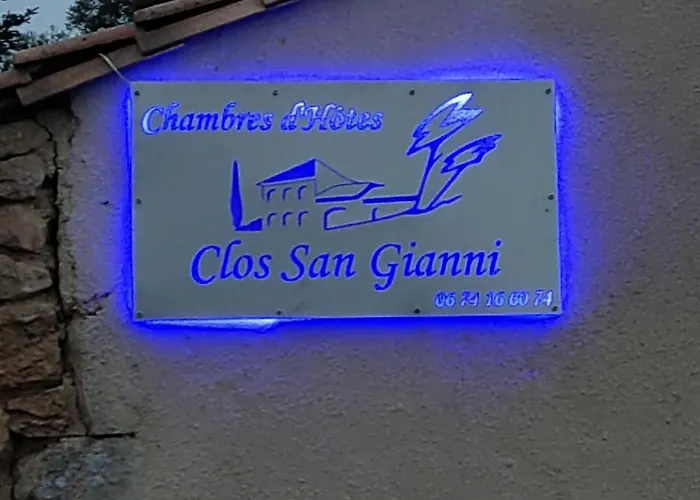 Chambres d'Hôtes
Clos San Gianni
06 74 16 60 74